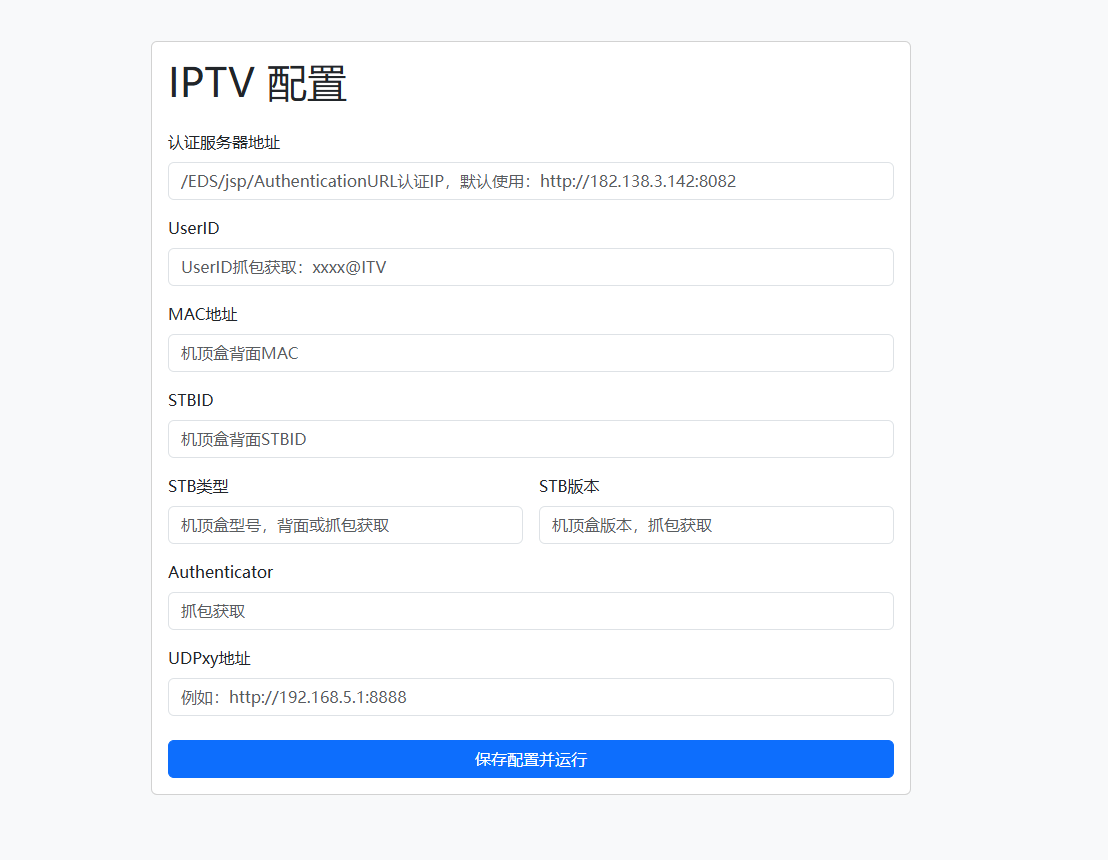 IPTV 配置
认证服务器地址
/EDS/jsp/AuthenticationURL认证IP，默认使用：http://182.138.3.142:8082
UserID
UserID抓包获取：xxxx@ITV
MAC地址
机顶盒背面MAC
STBID
机顶盒背面STBID
STB类型
STB版本
机顶盒型号，背面或抓包获取
机顶盒版本，抓包获取
Authenticator
抓包获取
UDPxy地址
例如：http://192.168.5.1:8888
保存配置并运行